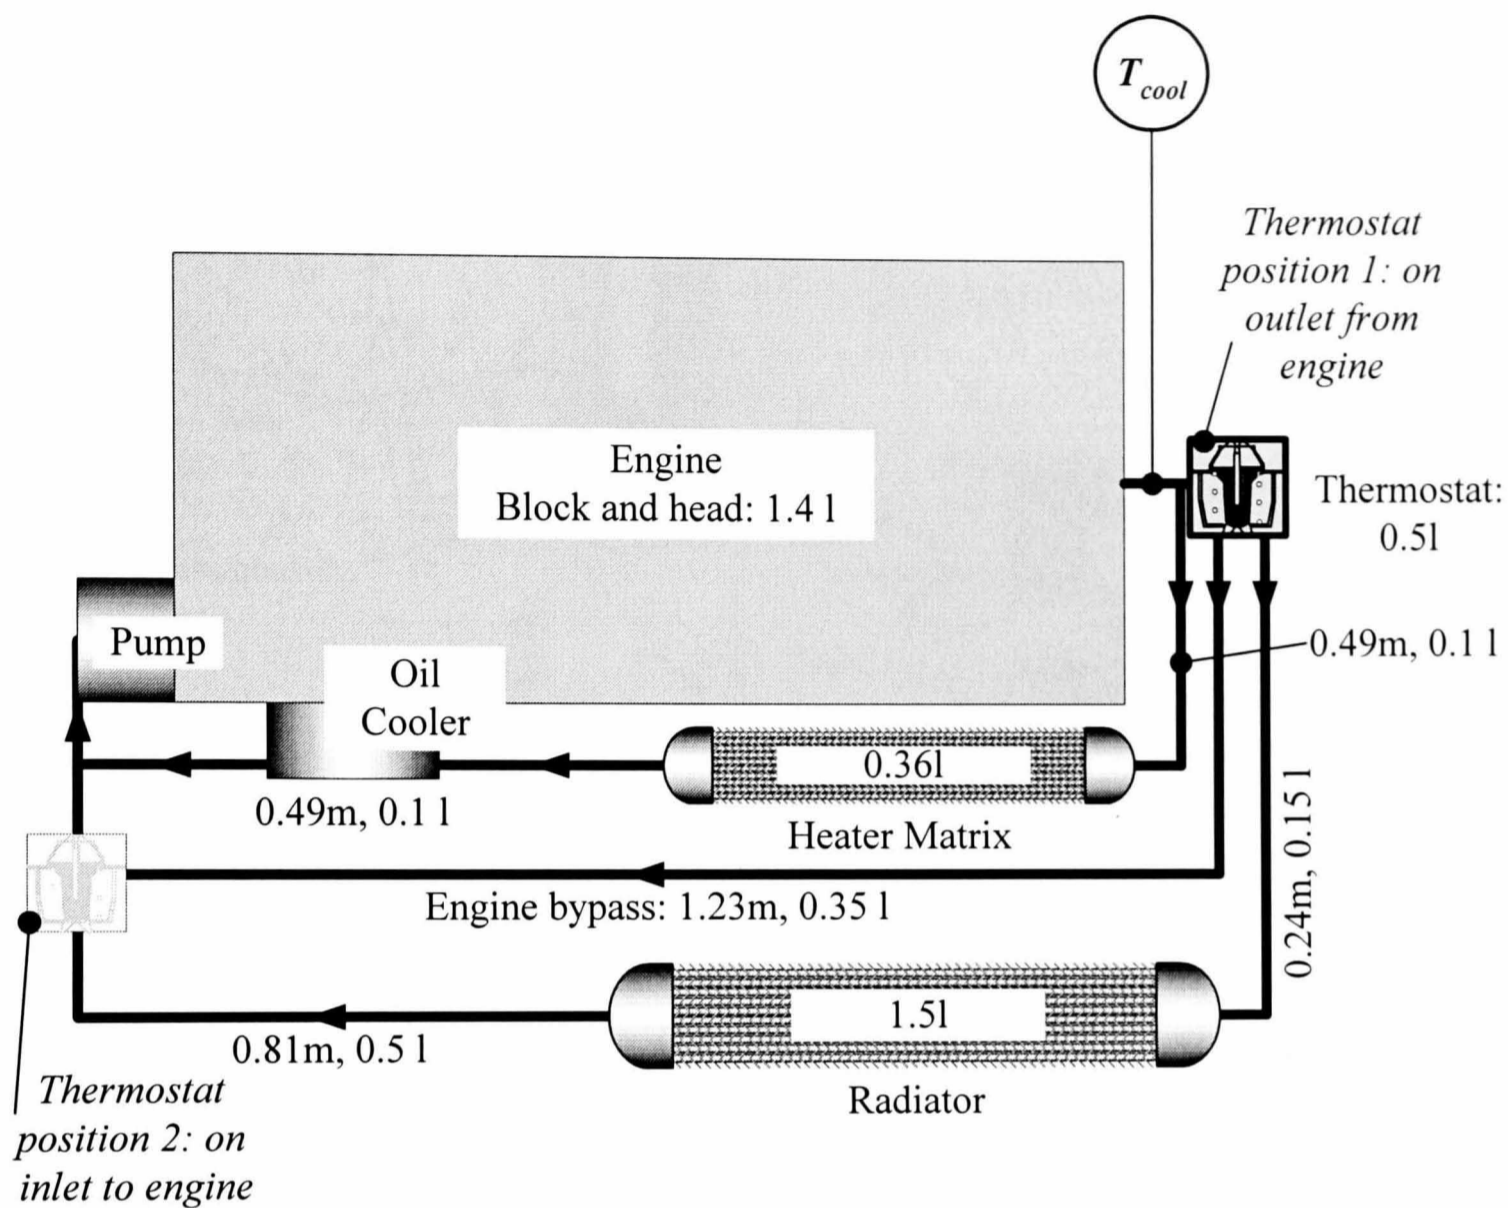 T cool
Thermostat
position 1: on
outlet from
engine
Engine
Block and head: 1.4 l
Thermostat:
0.5l
Pump
Oil
Cooler
0.49m, 0.1 l
0.36l
0.49m, 0.1 l
Heater Matrix
0.24m, 0.15 l
Engine bypass: 1.23m, 0.35 l
1.5l
0.81m, 0.5 l
Radiator
Thermostat
position 2: on
inlet to engine